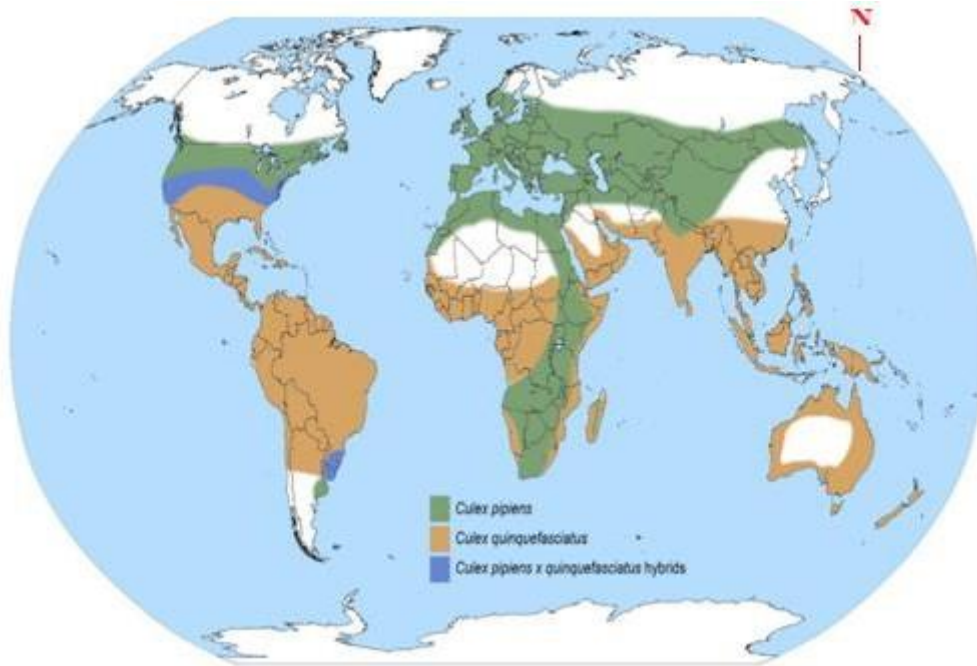 N
Culex pipiens
Culex quinquefasciatus
Culex pipiens x quinquefasciatus hybrids